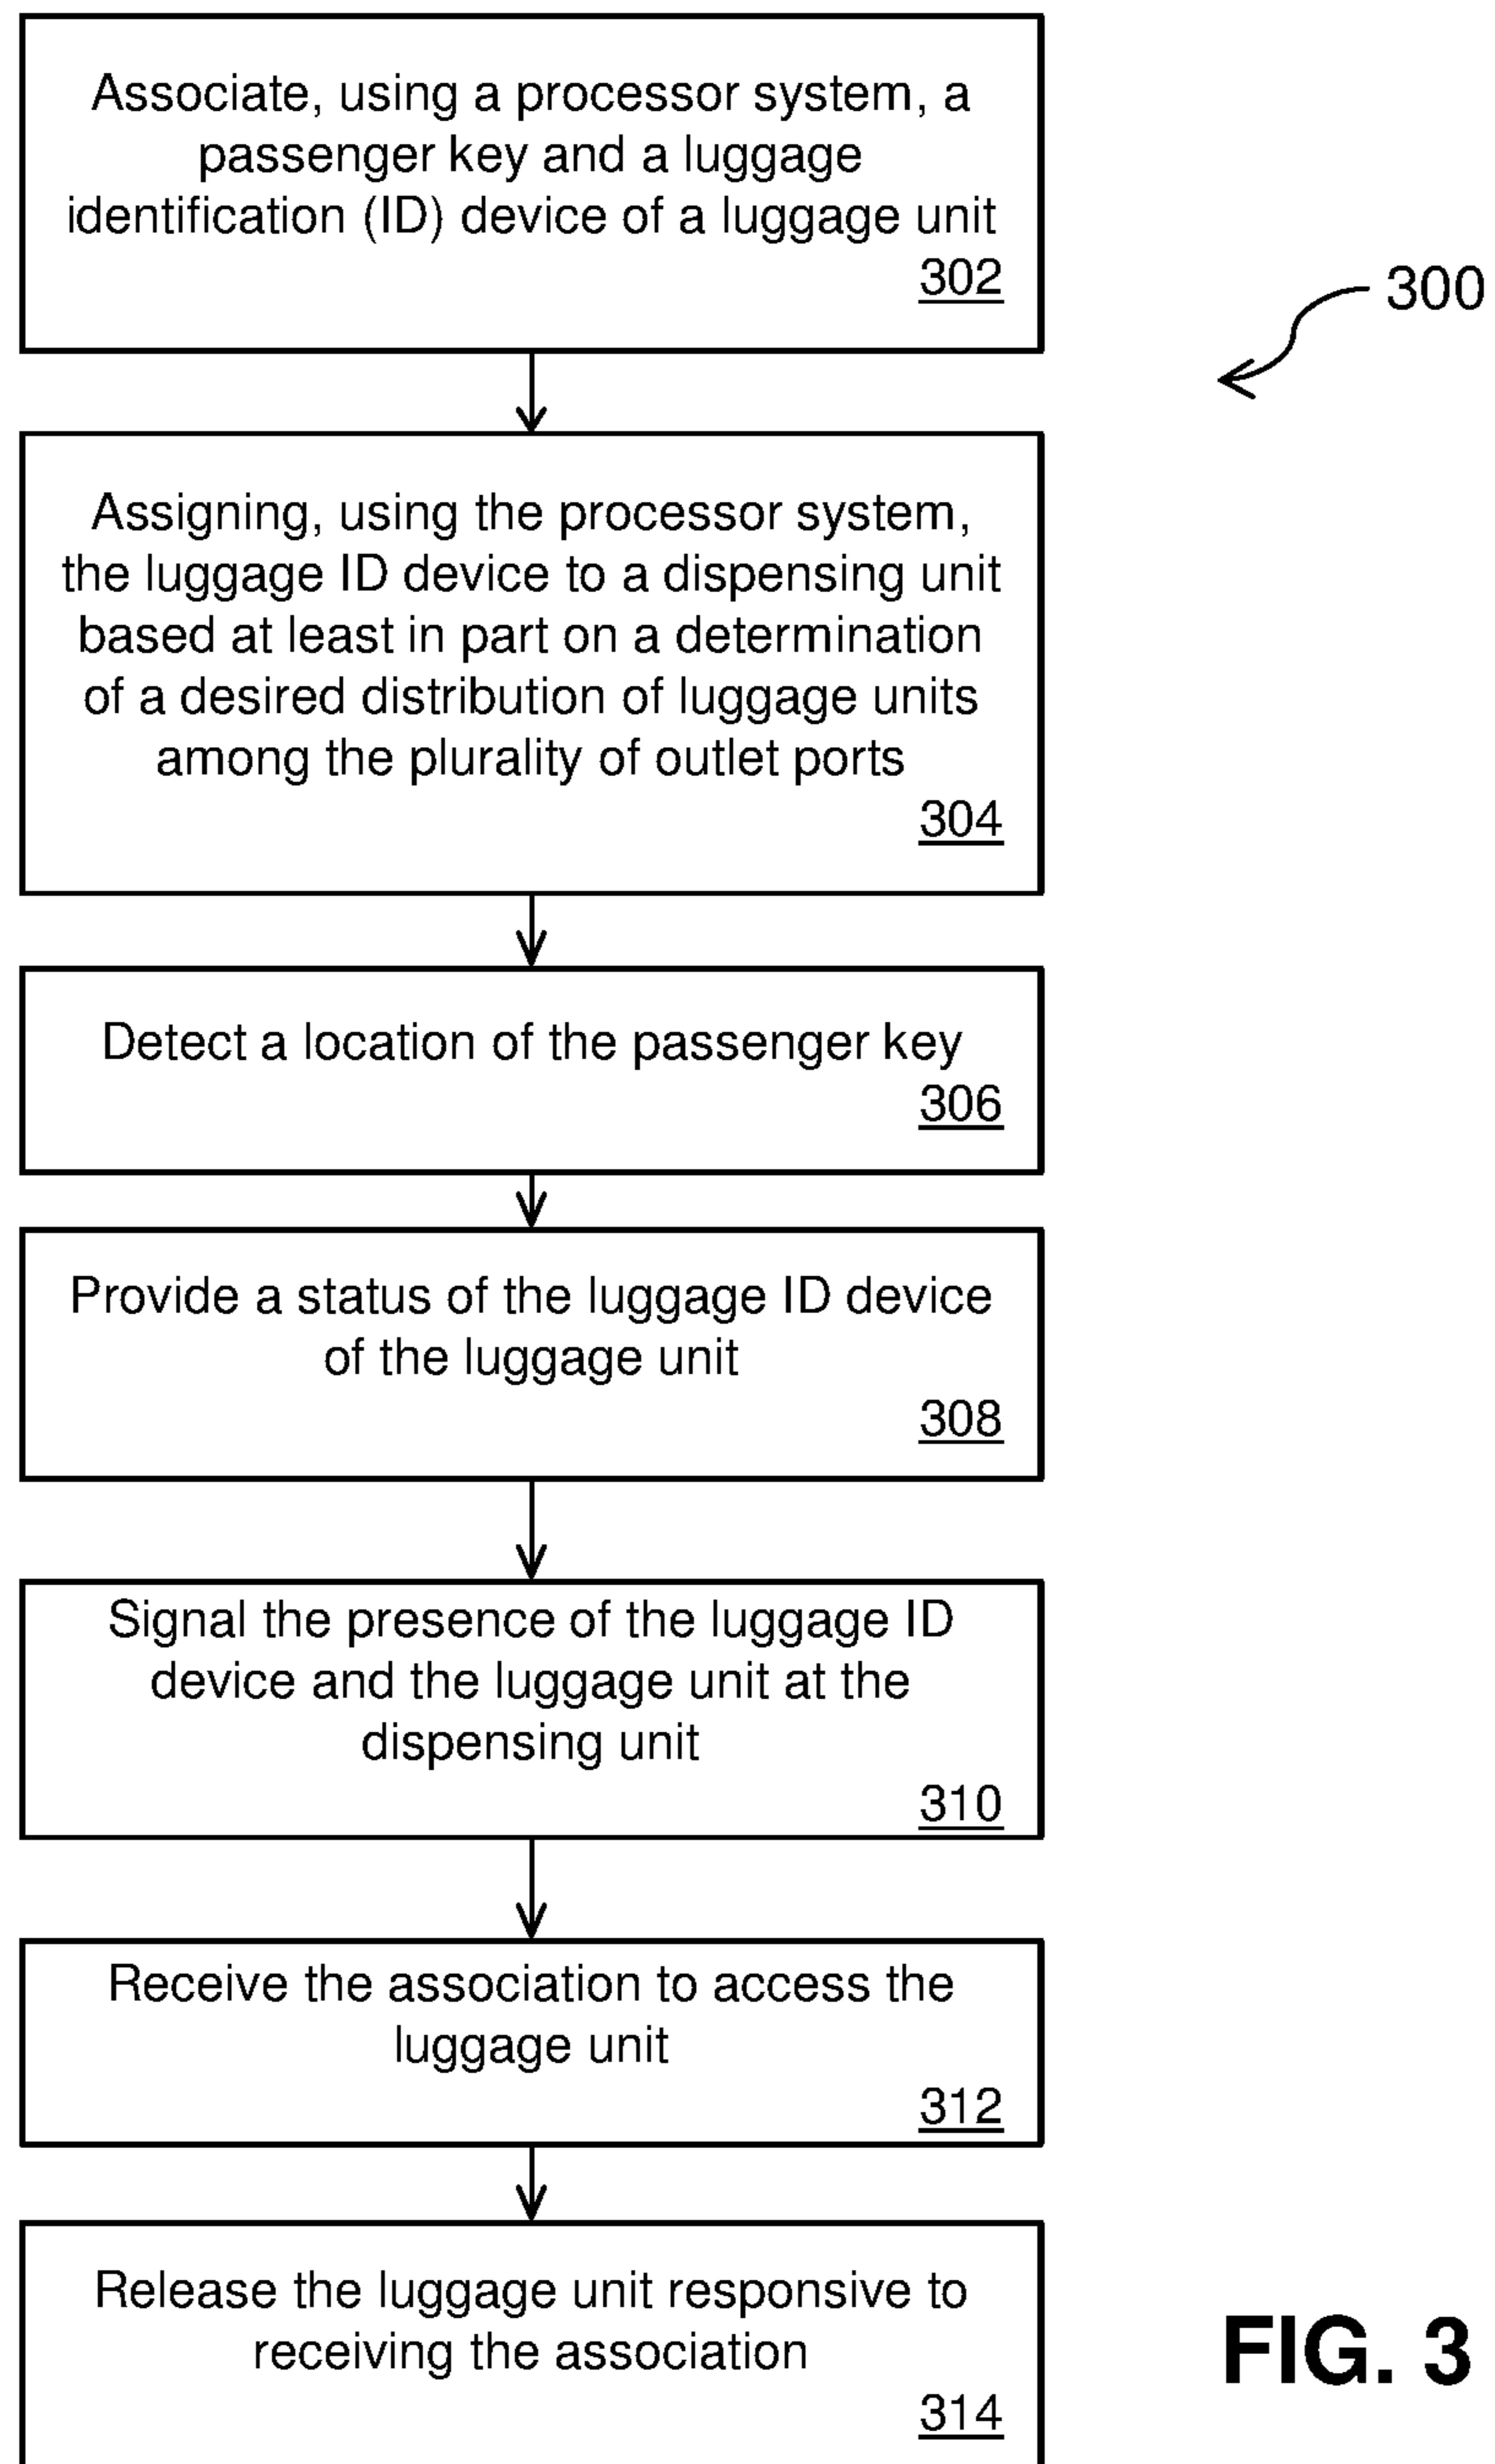 Associate, using a processor system, a
passenger key and a luggage
identification (ID) device of a luggage unit
302
300
Assigning, using the processor system,
the luggage ID device to a dispensing unit
based at least in part on a determination
of a desired distribution of luggage units
among the plurality of outlet ports
304
Detect a location of the passenger key
306
Provide a status of the luggage ID device
of the luggage unit
308
Signal the presence of the luggage ID
device and the luggage unit at the
dispensing unit
310
Receive the association to access the
luggage unit
312
Release the luggage unit responsive to
receiving the association
314
FIG. 3